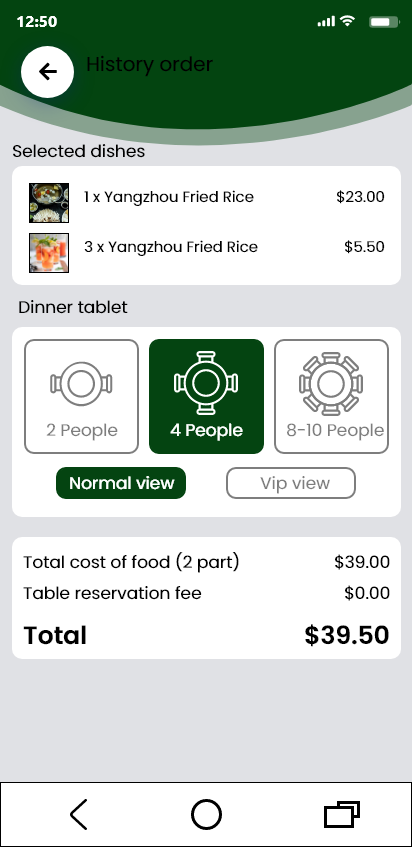 12:50
History order
Selected dishes
1 x Yangzhou Fried Rice $23.00
3 x Yangzhou Fried Rice $5.50
Dinner tablet
2 People 4 People 8-10 People
Normal view Vip view
Total cost of food (2 part) $39.00
Table reservation fee $0.00
Total $39.50